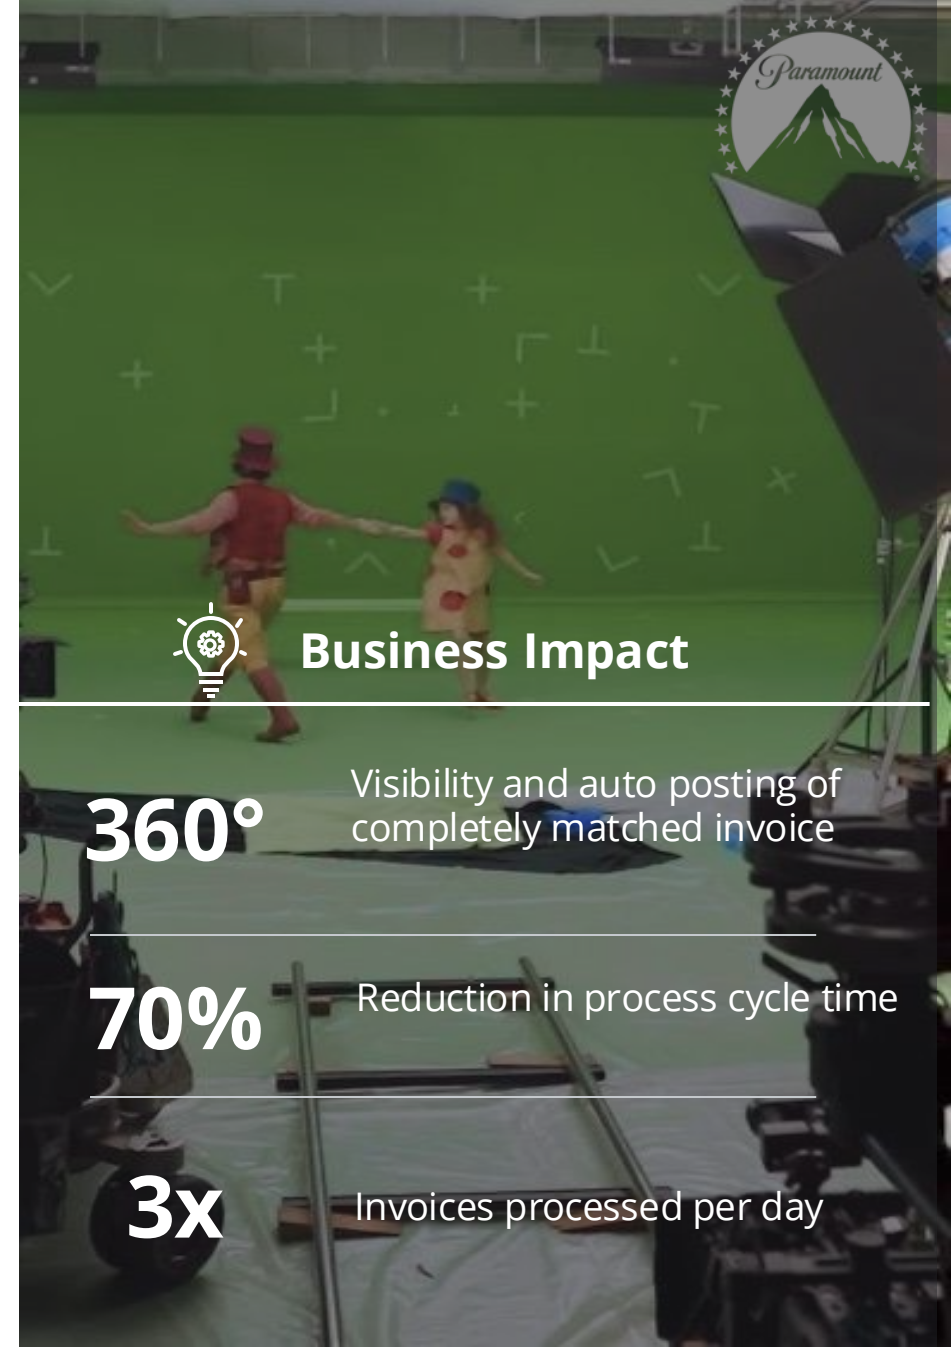 Paramount
Business Impact
360°
Visibility and auto posting of
completely matched invoice
70%
Reduction in process cycle time
3x
Invoices processed per day